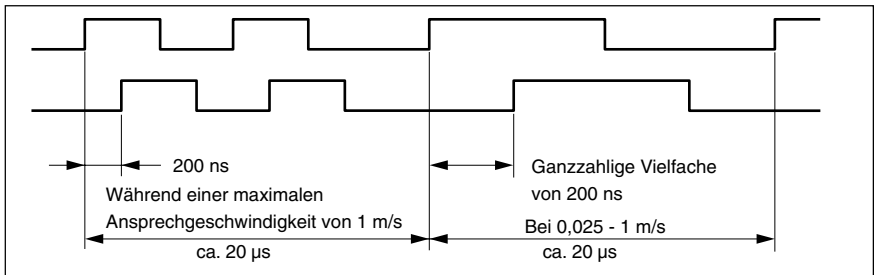 200 ns
Während einer maximalen
Ansprechgeschwindigkeit von 1 m/s
ca. 20 µs
Ganzzahlige Vielfache
von 200 ns
Bei 0,025 - 1 m/s
ca. 20 µs